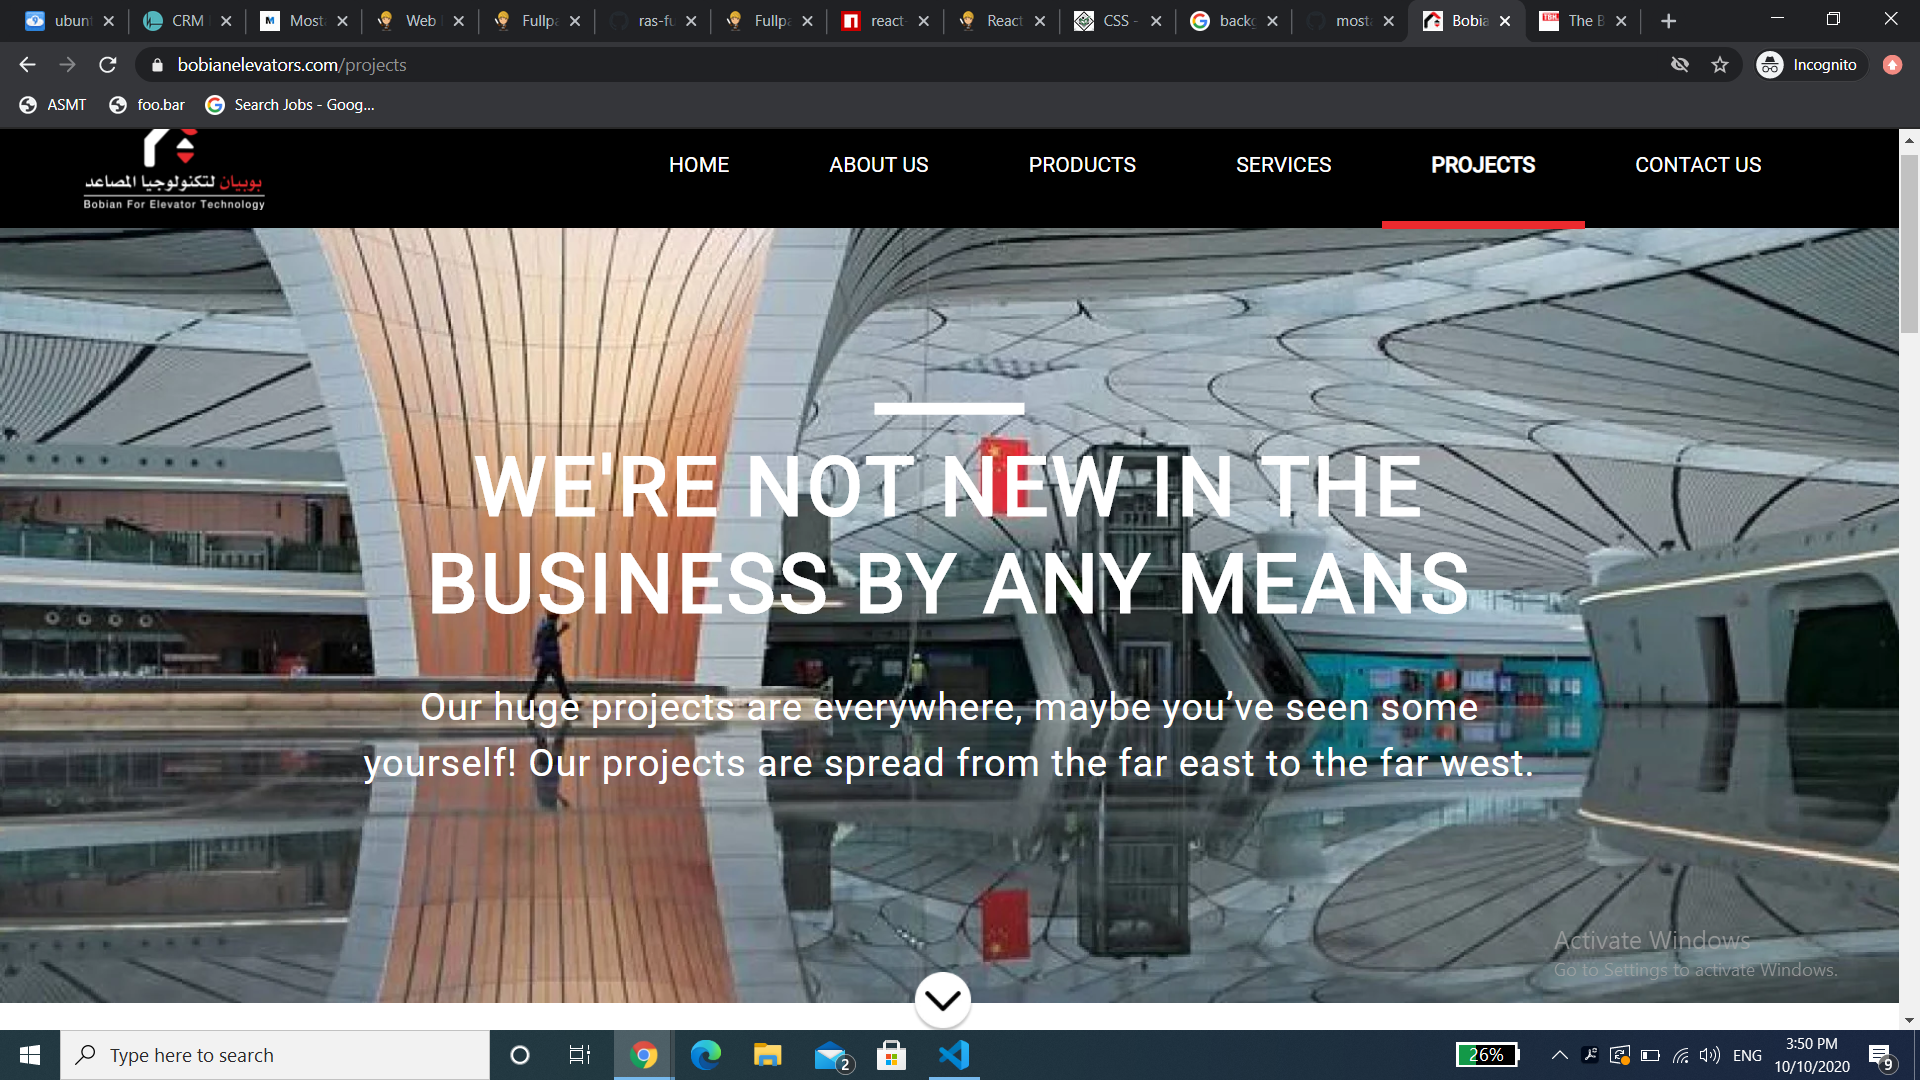 ubunt
CRM
Most
Web
Fullp
ras-fu
Fullp
react
React
CSS -
backg
most
Bobia
The B
bobianelevators.com/projects
Incognito
ASMT
foo.bar
Search Jobs - Goog...
بوبيان لتكنولوجيا المصاعد
Bobian For Elevator Technology
HOME
ABOUT US
PRODUCTS
SERVICES
PROJECTS
CONTACT US
WE'RE NOT NEW IN THE
BUSINESS BY ANY MEANS
Our huge projects are everywhere, maybe you’ve seen some
yourself! Our projects are spread from the far east to the far west.
Activate Windows
Go to Settings to activate Windows.
Type here to search
2
26%
ENG
3:50 PM
10/10/2020
9